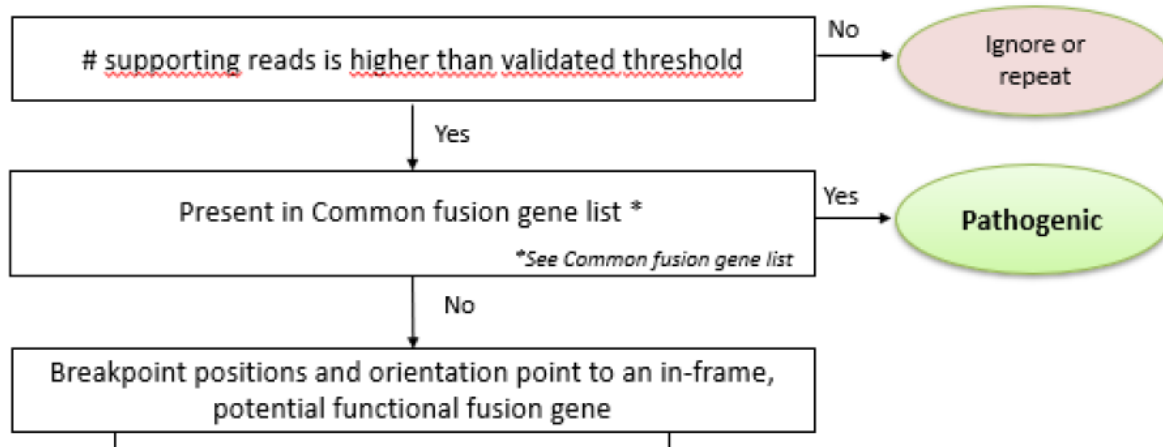 # supporting reads is higher than validated threshold
No
Ignore or
repeat
Yes
Present in Common fusion gene list *
*See Common fusion gene list
Yes
Pathogenic
No
Breakpoint positions and orientation point to an in-frame,
potential functional fusion gene